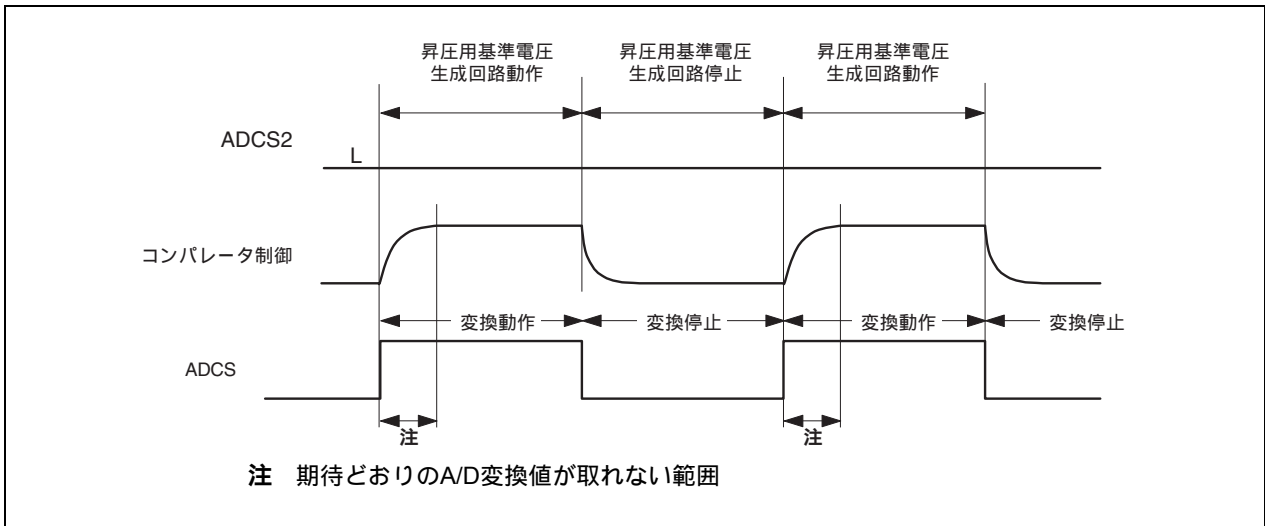 昇圧用基準電圧
生成回路動作
昇圧用基準電圧
生成回路停止
昇圧用基準電圧
生成回路動作
ADCS2
L
コンパレータ制御
変換動作
変換停止
変換動作
変換停止
ADCS
注
注
注 期待どおりのA/D変換値が取れない範囲